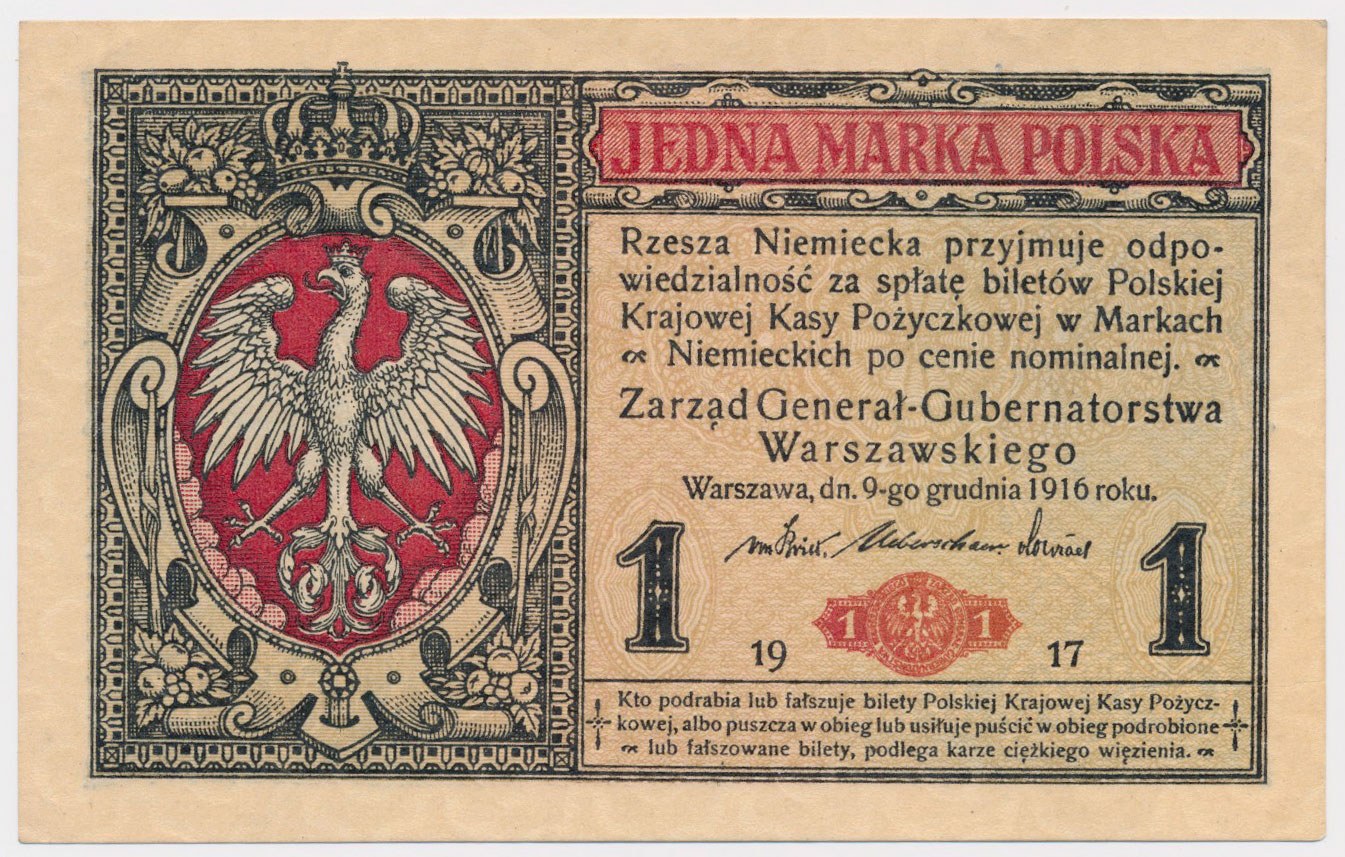 JEDNA MARKA POLSKA
Rzesza Niemiecka przyjmuje odpo-
wiedzialność za spłatę biletów Polskiej
Krajowej Kasy Pożyczkowej w Markach
Niemieckich po cenie nominalnej.
Zarząd Generał-Gubernatorstwa
Warszawskiego
Warszawa, dn. 9-go grudnia 1916 roku.
1 1
1 1
19 17
Kto podrabia lub fałszuje bilety Polskiej Krajowej Kasy Pożycz-
kowej, albo puszcza w obieg lub usiłuje puścić w obieg podrobione
lub fałszowane bilety, podlega karze ciężkiego więzienia.